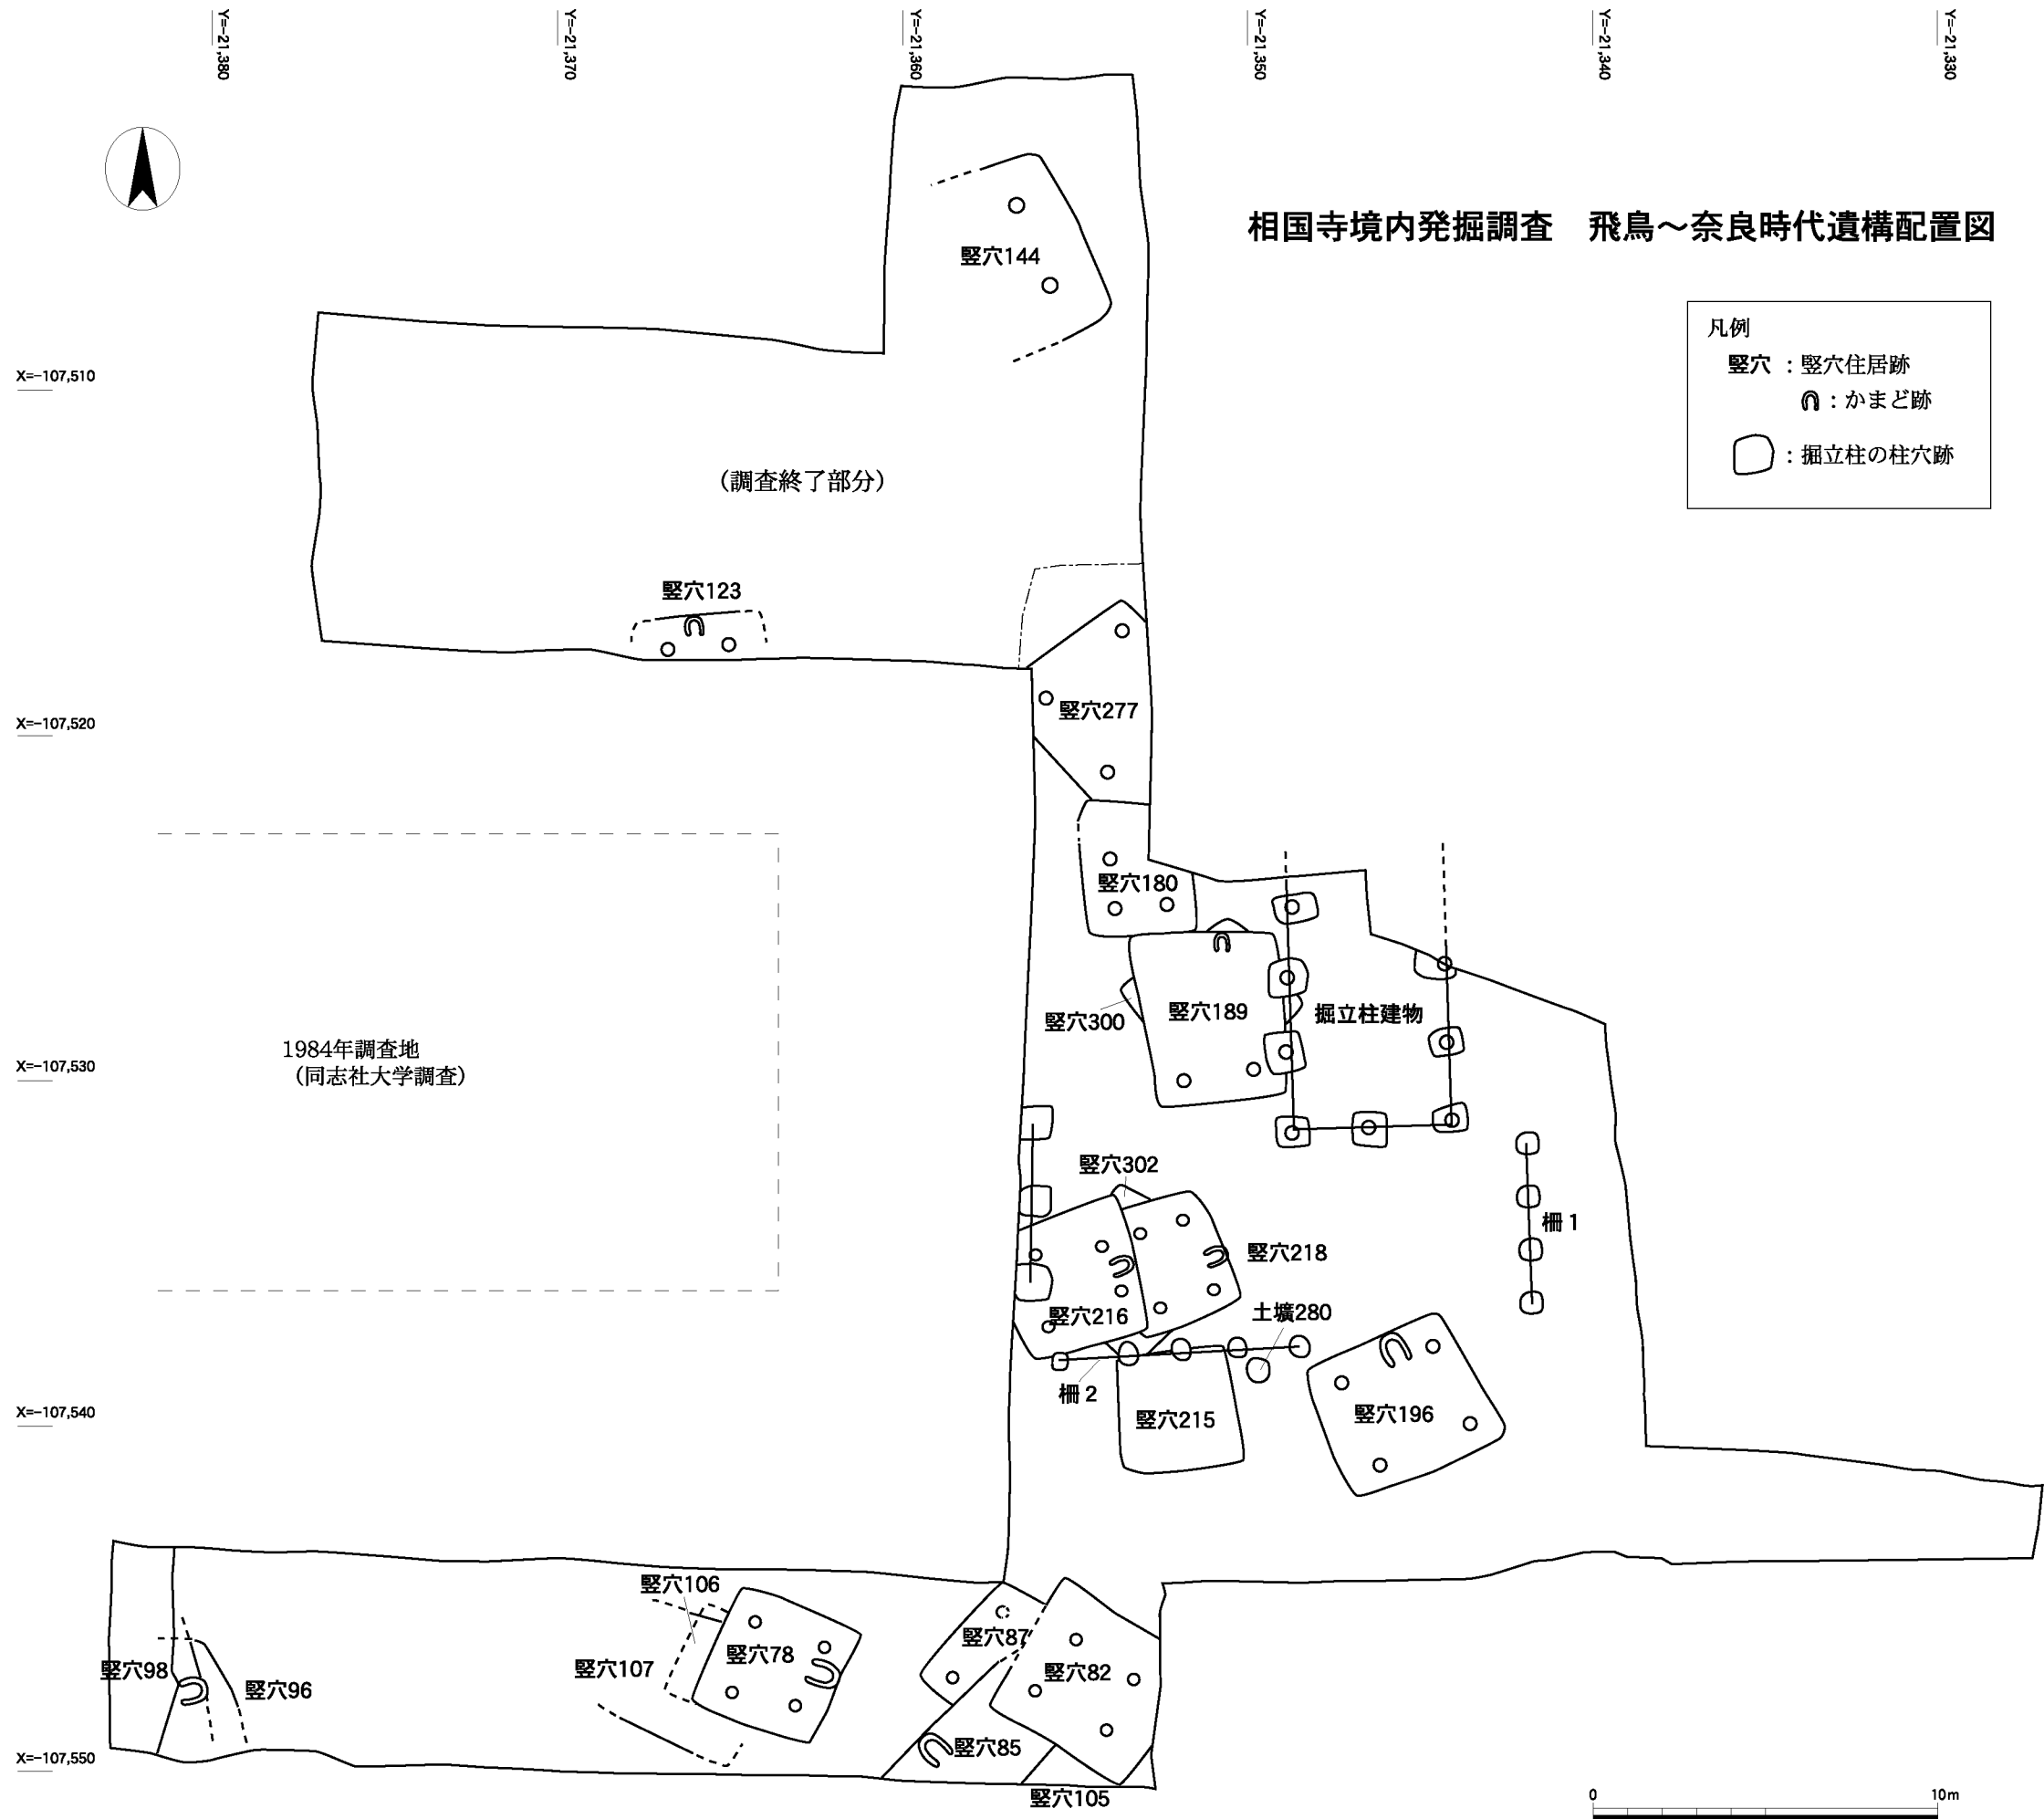 Y=-21,380
Y=-21,370
Y=-21,360
Y=-21,350
Y=-21,340
Y=-21,330
相国寺境内発掘調査　飛鳥～奈良時代遺構配置図
竪穴144
凡例
竪穴：竪穴住居跡
：かまど跡
：掘立柱の柱穴跡
X=-107,510
（調査終了部分）
竪穴123
竪穴277
X=-107,520
竪穴180
竪穴300
竪穴189
掘立柱建物
1984年調査地
（同志社大学調査）
X=-107,530
竪穴302
柵1
竪穴218
竪穴216
土壙280
柵2
竪穴215
竪穴196
X=-107,540
竪穴106
竪穴87
竪穴78
竪穴107
竪穴98
竪穴96
竪穴82
竪穴85
X=-107,550
竪穴105
0 10m